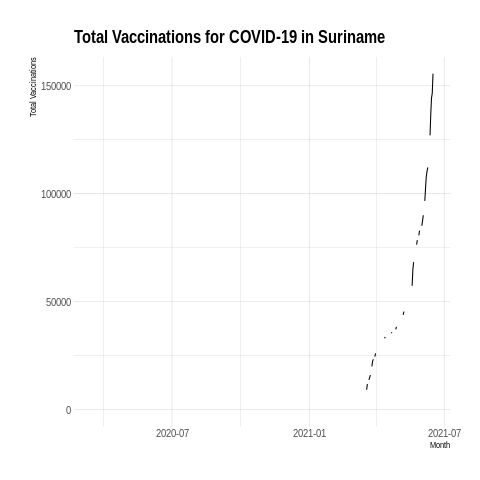 Total Vaccinations for COVID-19 in Suriname
Total Vaccinations
150000
100000
50000
0
2020-07
2021-01
2021-07
Month